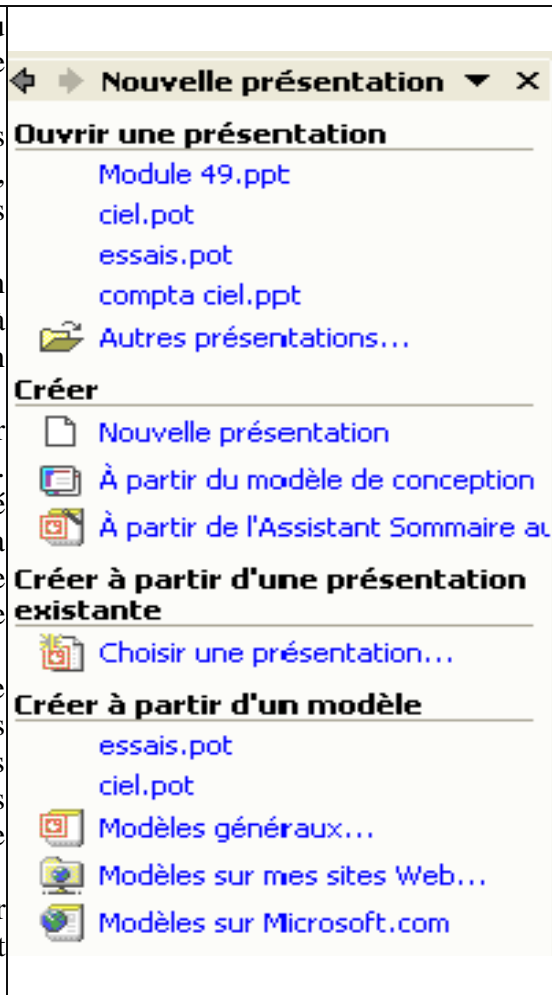 Nouvelle présentation
Ouvrir une présentation
Module 49.ppt
ciel.pot
essais.pot
compta ciel.ppt
Autres présentations...
Créer
Nouvelle présentation
À partir du modèle de conception
À partir de l'Assistant Sommaire
Créer à partir d'une présentation
existante
Choisir une présentation...
Créer à partir d'un modèle
essais.pot
ciel.pot
Modèles généraux...
Modèles sur mes sites Web...
Modèles sur Microsoft.com